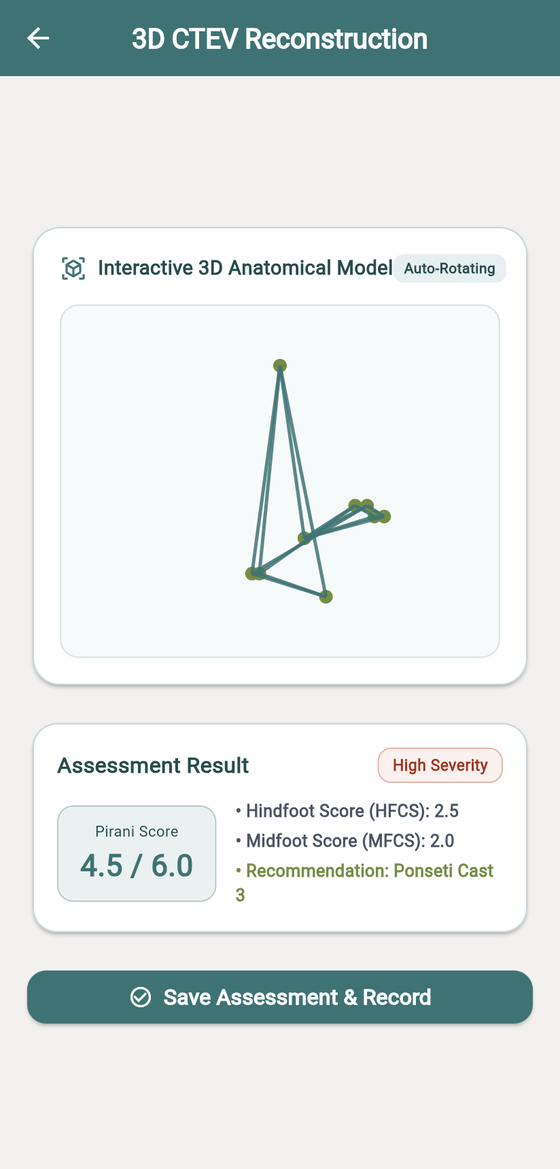 3D CTEV Reconstruction
Interactive 3D Anatomical Model
Auto-Rotating
Assessment Result
High Severity
Pirani Score
4.5 / 6.0
• Hindfoot Score (HFCS): 2.5
• Midfoot Score (MFCS): 2.0
• Recommendation: Ponseti Cast
3
Save Assessment & Record